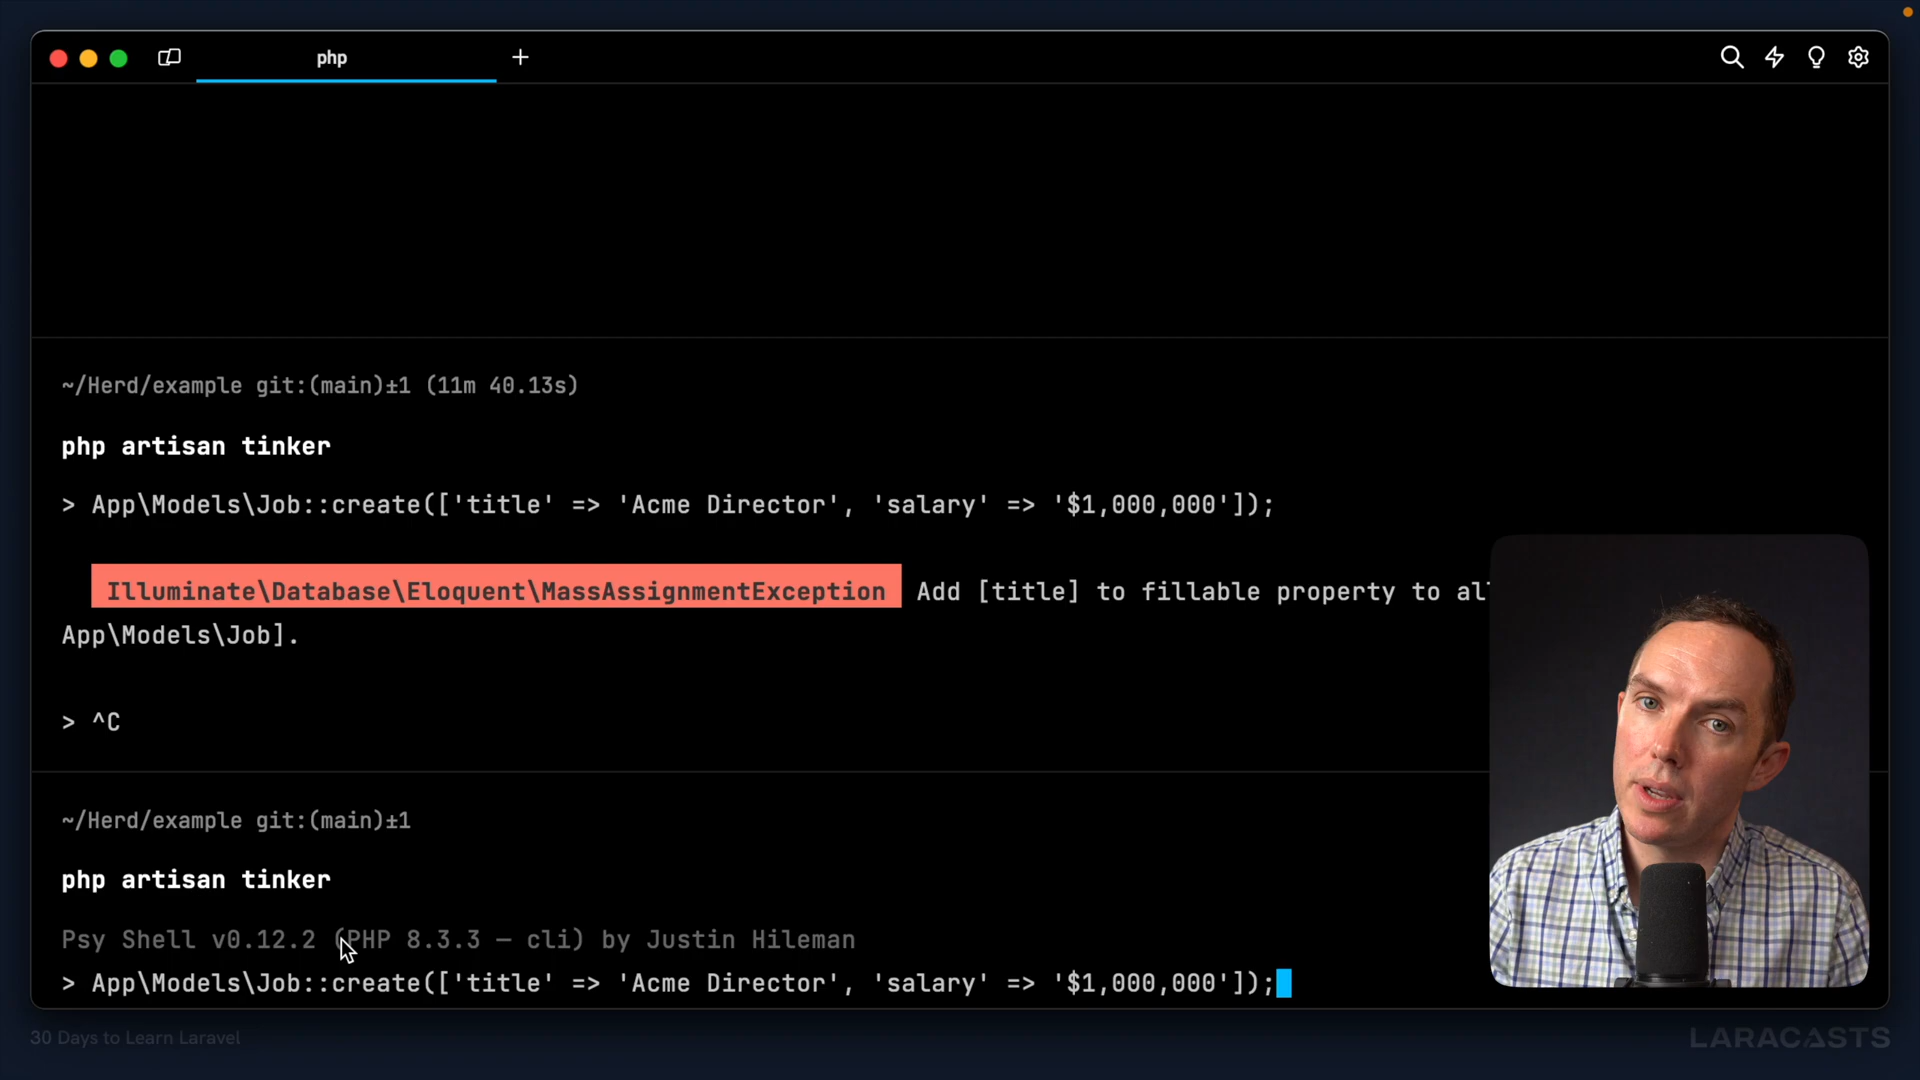 php
~/Herd/example git:(main)±1 (11m 40.13s)
php artisan tinker
> App\Models\Job::create(['title' => 'Acme Director', 'salary' => '$1,000,000']);
Illuminate\Database\Eloquent\MassAssignmentException Add [title] to fillable property to
App\Models\Job].
> ^C
~/Herd/example git:(main)±1
php artisan tinker
Psy Shell v0.12.2 (PHP 8.3.3 — cli) by Justin Hileman
> App\Models\Job::create(['title' => 'Acme Director', 'salary' => '$1,000,000']);
30 Days to Learn Laravel
LARACASTS